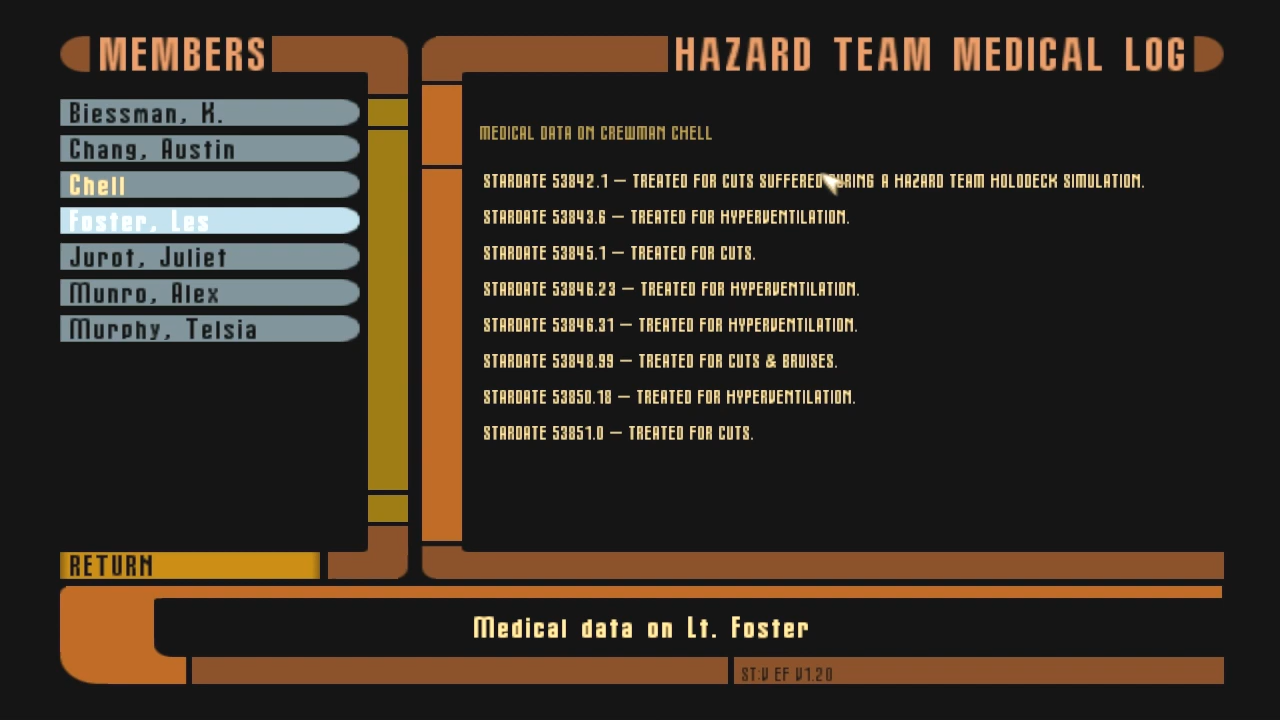 MEMBERS
HAZARD TEAM MEDICAL LOG
Biessman, K.
Chang, Austin
Chell
Foster, Les
Jurot, Juliet
Munro, Alex
Murphy, Telsia
RETURN
MEDICAL DATA ON CREWMAN CHELL
STARDATE 53842.1 – TREATED FOR CUTS SUFFERED DURING A HAZARD TEAM HOLODECK SIMULATION.
STARDATE 53843.6 – TREATED FOR HYPERVENTILATION.
STARDATE 53845.1 – TREATED FOR CUTS.
STARDATE 53846.23 – TREATED FOR HYPERVENTILATION.
STARDATE 53846.31 – TREATED FOR HYPERVENTILATION.
STARDATE 53848.99 – TREATED FOR CUTS & BRUISES.
STARDATE 53850.18 – TREATED FOR HYPERVENTILATION.
STARDATE 53851.0 – TREATED FOR CUTS.
Medical data on Lt. Foster
ST:V EF V1.20